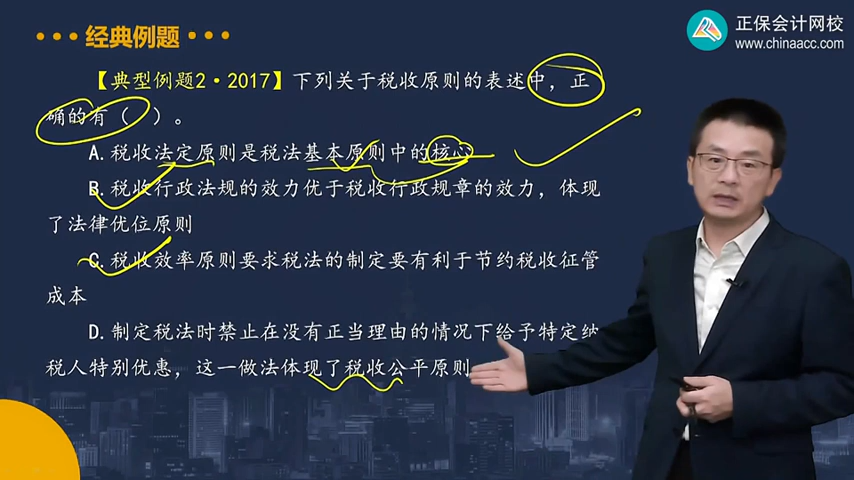 经典例题
正保会计网校
www.chinaacc.com
【典型例题2·2017】下列关于税收原则的表述中，正
确的有（ ）。
A.税收法定原则是税法基本原则中的核心
B.税收行政法规的效力优于税收行政规章的效力，体现
了法律优位原则
C.税收效率原则要求税法的制定要有利于节约税收征管
成本
D.制定税法时禁止在没有正当理由的情况下给予特定纳
税人特别优惠，这一做法体现了税收公平原则